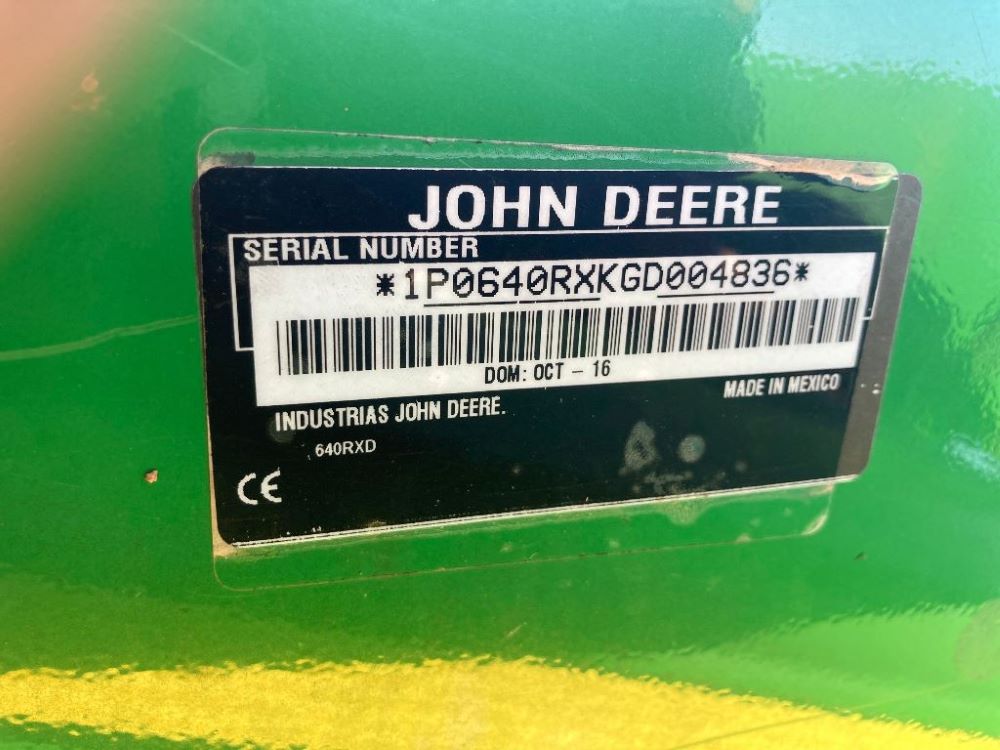 JOHN DEERE
SERIAL NUMBER
*1P0640RXKGD004836*
DOM: OCT - 16
MADE IN MEXICO
INDUSTRIAS JOHN DEERE.
640RXD
CE